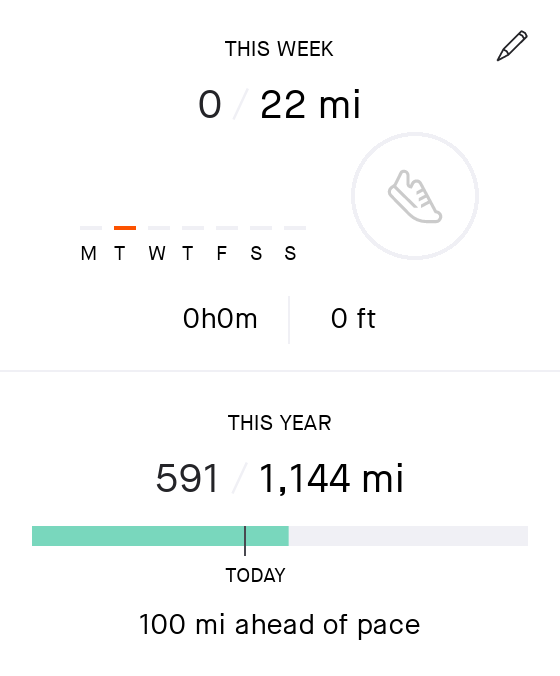 THIS WEEK
0 / 22 mi
M T W T F S S
0h0m 0 ft
THIS YEAR
591 / 1,144 mi
TODAY
100 mi ahead of pace